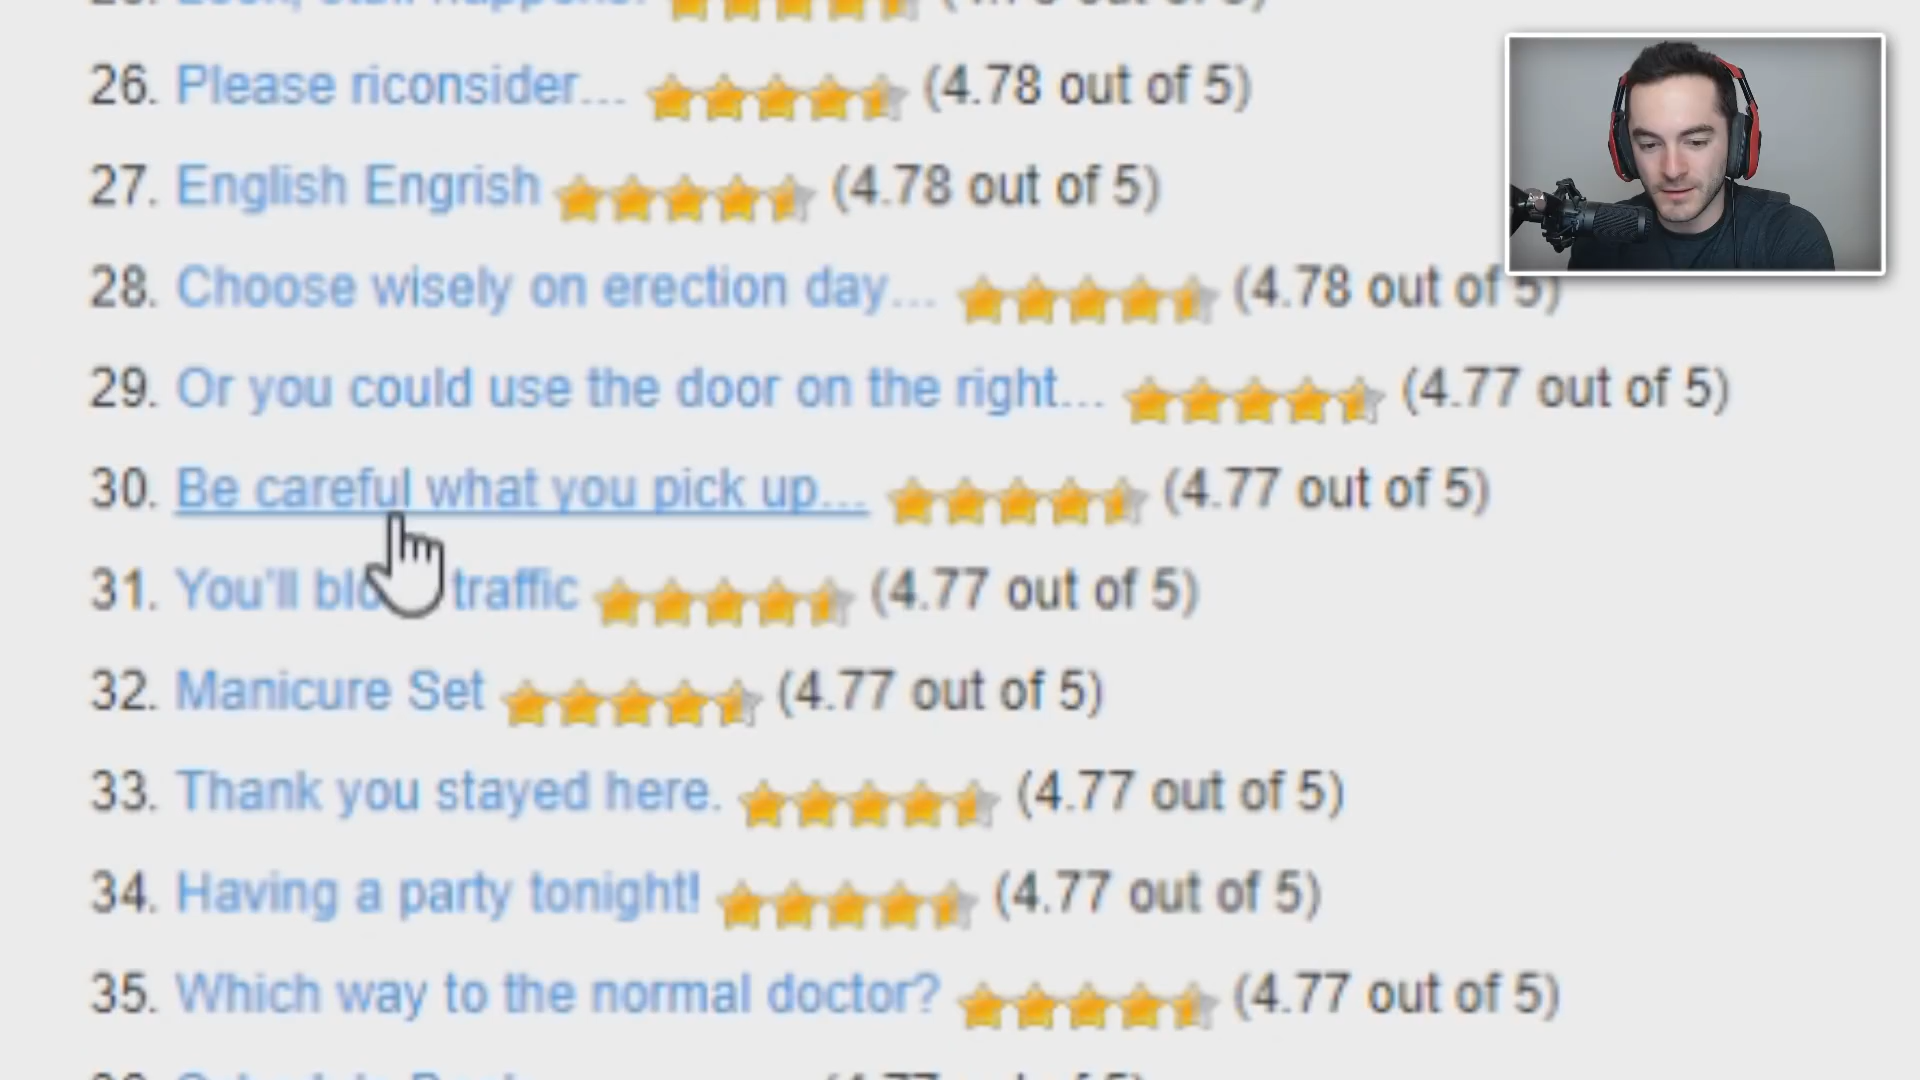 26. Please riconsider... (4.78 out of 5)
27. English Engrish (4.78 out of 5)
28. Choose wisely on erection day... (4.78 out of 5)
29. Or you could use the door on the right... (4.77 out of 5)
30. Be careful what you pick up... (4.77 out of 5)
31. You'll traffic (4.77 out of 5)
32. Manicure Set (4.77 out of 5)
33. Thank you stayed here. (4.77 out of 5)
34. Having a party tonight! (4.77 out of 5)
35. Which way to the normal doctor? (4.77 out of 5)